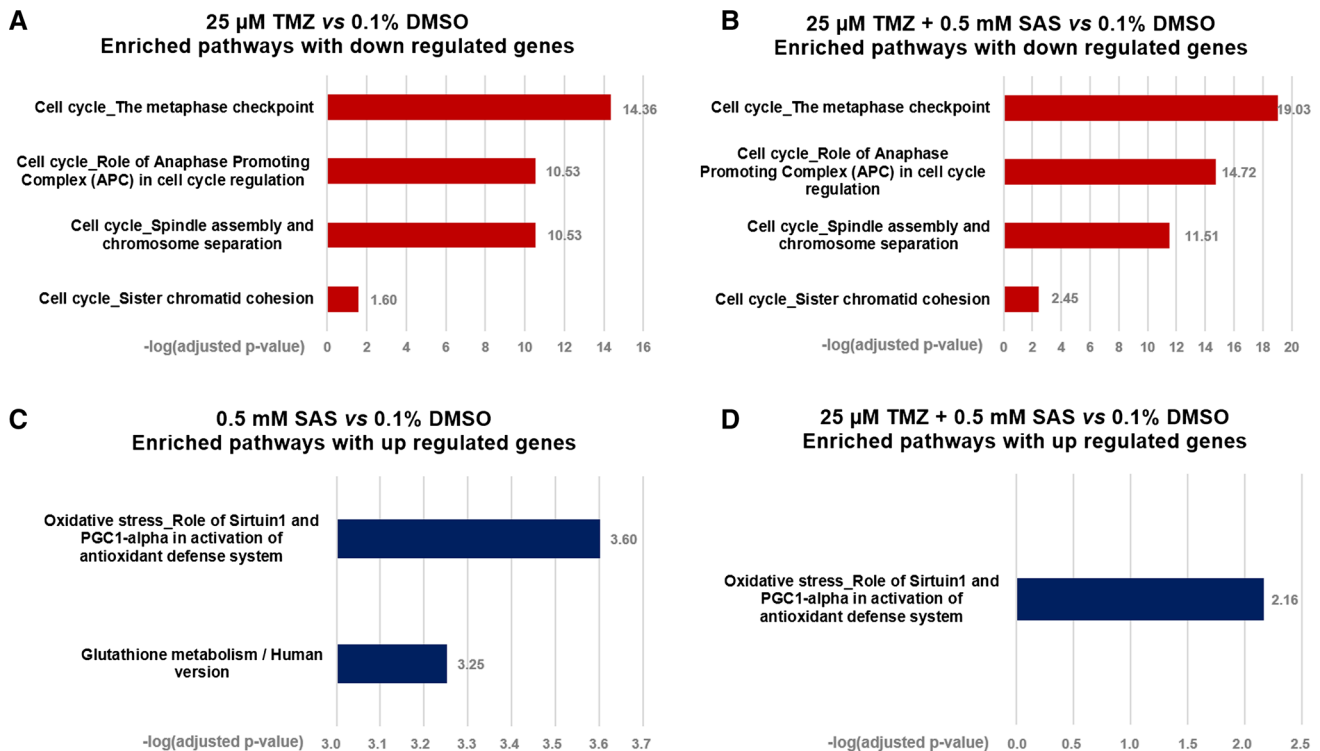 A
25 µM TMZ vs 0.1% DMSO
Enriched pathways with down regulated genes
Cell cycle_The metaphase checkpoint
14.36
Cell cycle_Role of Anaphase Promoting
Complex (APC) in cell cycle regulation
10.53
Cell cycle_Spindle assembly and
chromosome separation
10.53
Cell cycle_Sister chromatid cohesion
1.60
-log(adjusted p-value)
0 2 4 6 8 10 12 14 16
B
25 µM TMZ + 0.5 mM SAS vs 0.1% DMSO
Enriched pathways with down regulated genes
Cell cycle_The metaphase checkpoint
19.03
Cell cycle_Role of Anaphase
Promoting Complex (APC) in cell cycle
regulation
14.72
Cell cycle_Spindle assembly and
chromosome separation
11.51
Cell cycle_Sister chromatid cohesion
2.45
-log(adjusted p-value)
0 2 4 6 8 10 12 14 16 18 20
C
0.5 mM SAS vs 0.1% DMSO
Enriched pathways with up regulated genes
Oxidative stress_Role of Sirtuin1 and
PGC1-alpha in activation of
antioxidant defense system
3.60
Glutathione metabolism / Human
version
3.25
-log(adjusted p-value)
3.0 3.1 3.2 3.3 3.4 3.5 3.6 3.7
D
25 µM TMZ + 0.5 mM SAS vs 0.1% DMSO
Enriched pathways with up regulated genes
Oxidative stress_Role of Sirtuin1 and
PGC1-alpha in activation of
antioxidant defense system
2.16
-log(adjusted p-value)
0.0 0.5 1.0 1.5 2.0 2.5